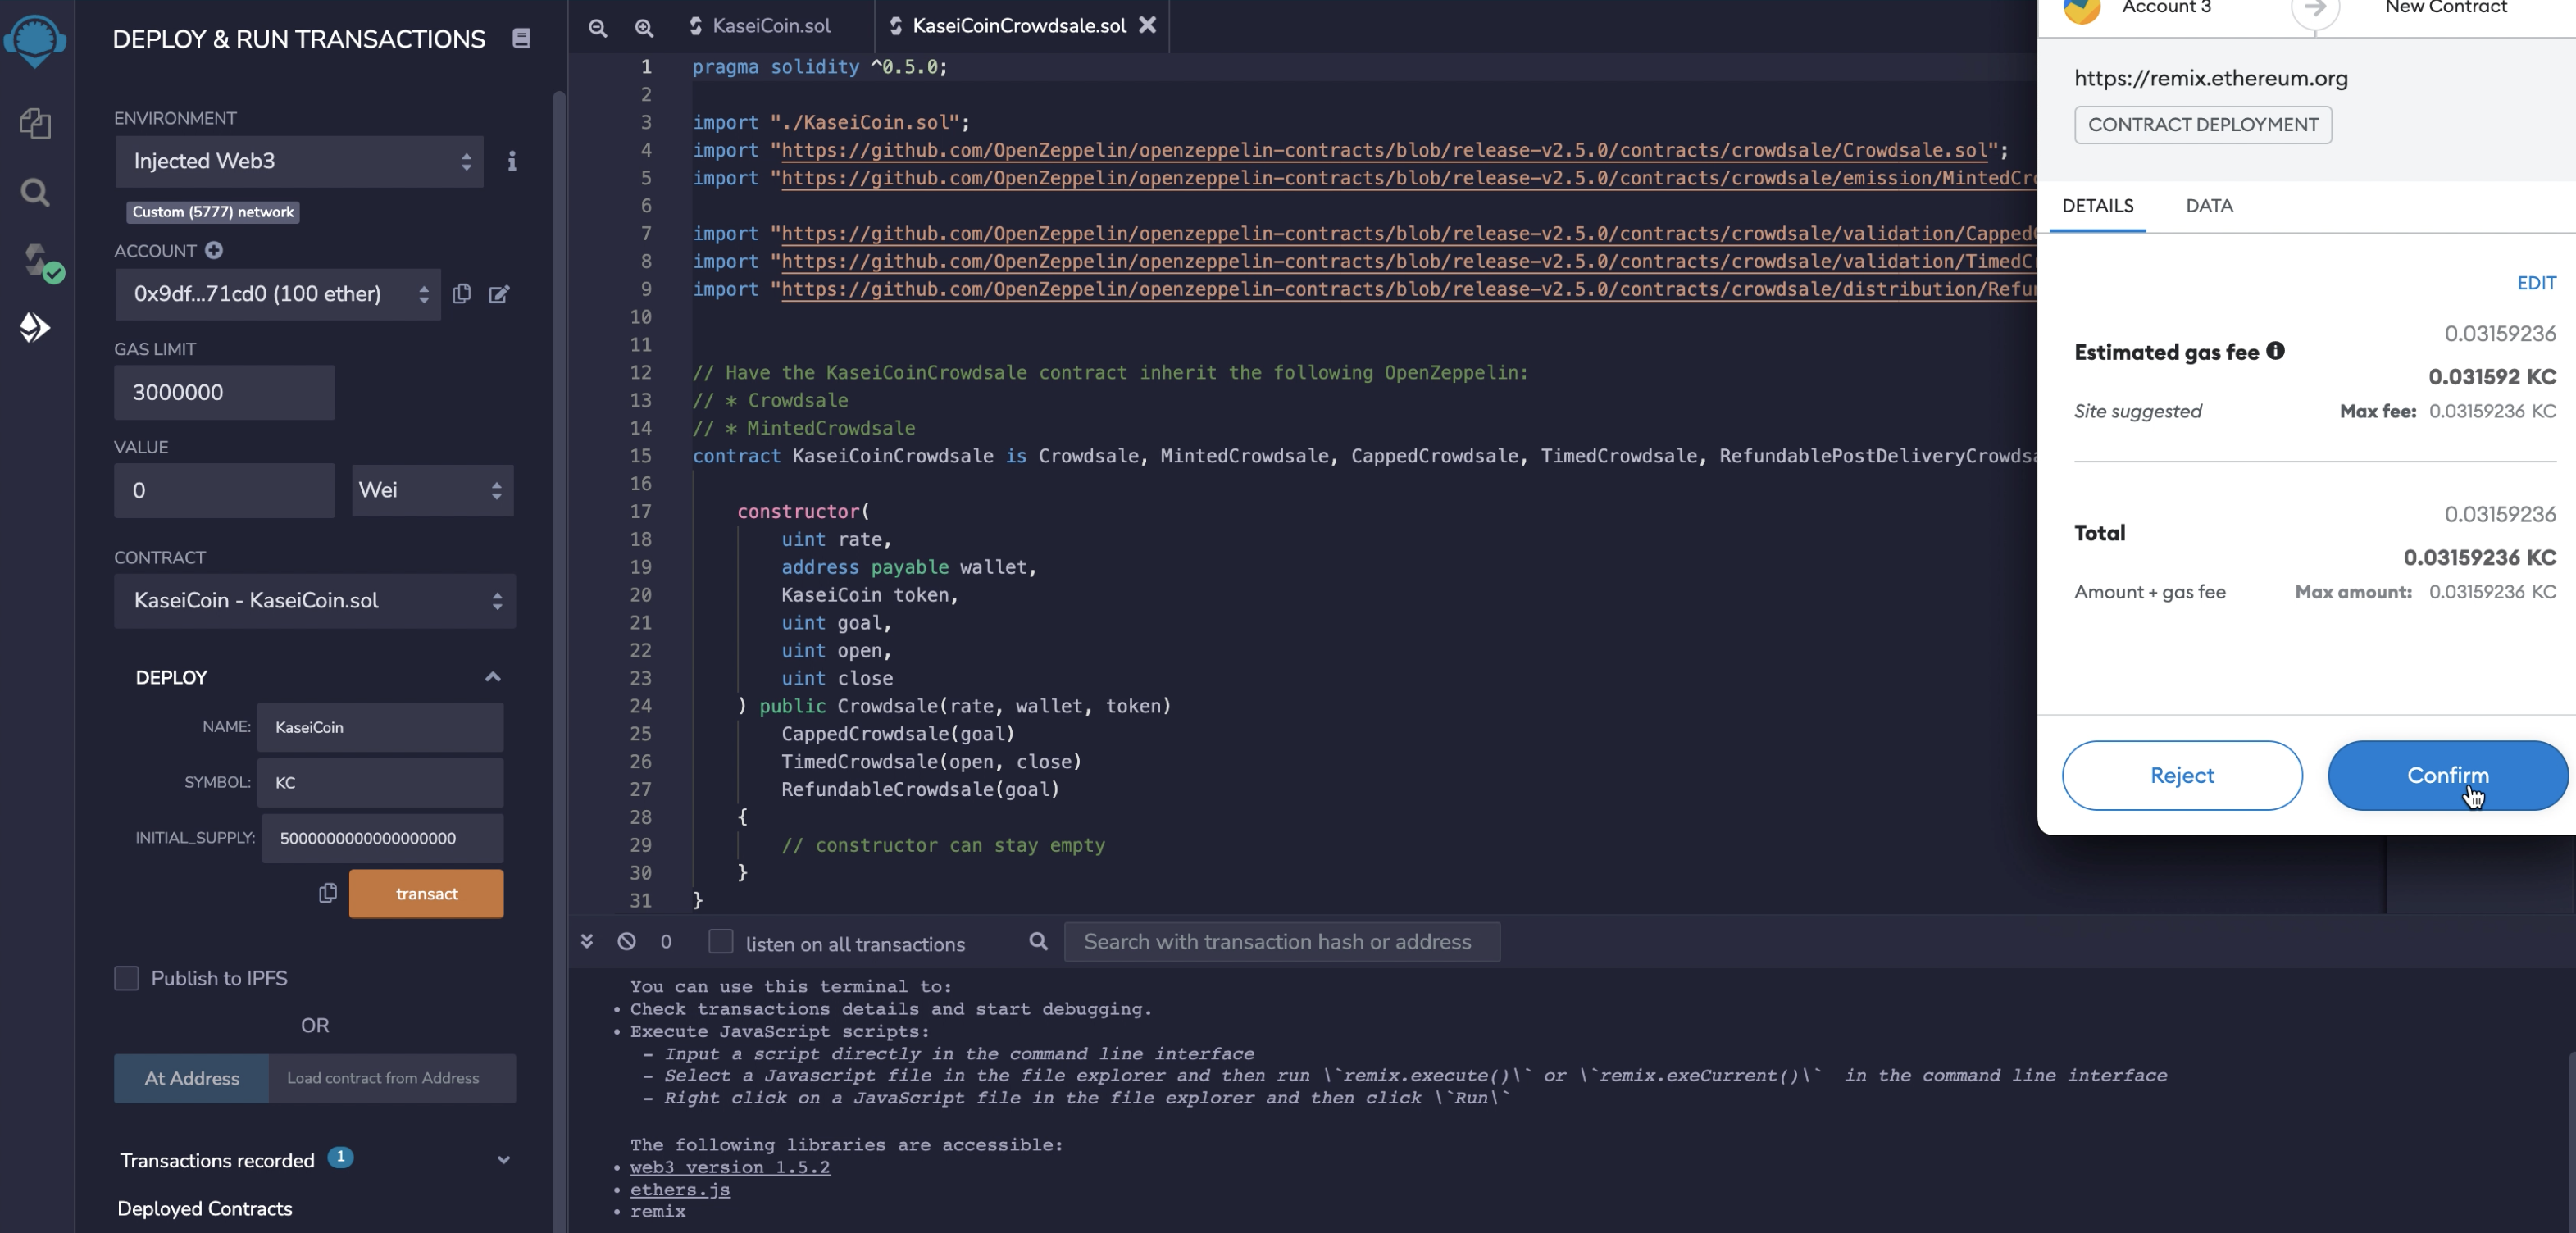 DEPLOY & RUN TRANSACTIONS
ENVIRONMENT
Injected Web3
Custom (5777) network
ACCOUNT
0x9df...71cd0 (100 ether)
GAS LIMIT
3000000
VALUE
0
Wei
CONTRACT
KaseiCoin - KaseiCoin.sol
DEPLOY
NAME: KaseiCoin
SYMBOL: KC
INITIAL_SUPPLY: 5000000000000000000
transact
Publish to IPFS
OR
At Address Load contract from Address
Transactions recorded 1
Deployed Contracts
KaseiCoin.sol
KaseiCoinCrowdsale.sol
1 pragma solidity ^0.5.0;
2
3 import "./KaseiCoin.sol";
4 import "https://github.com/OpenZeppelin/openzeppelin-contracts/blob/release-v2.5.0/contracts/crowdsale/Crowdsale.sol";
5 import "https://github.com/OpenZeppelin/openzeppelin-contracts/blob/release-v2.5.0/contracts/crowdsale/emission/MintedCr
6
7 import "https://github.com/OpenZeppelin/openzeppelin-contracts/blob/release-v2.5.0/contracts/crowdsale/validation/Capped
8 import "https://github.com/OpenZeppelin/openzeppelin-contracts/blob/release-v2.5.0/contracts/crowdsale/validation/TimedC
9 import "https://github.com/OpenZeppelin/openzeppelin-contracts/blob/release-v2.5.0/contracts/crowdsale/distribution/Refu
10
11
12 // Have the KaseiCoinCrowdsale contract inherit the following OpenZeppelin:
13 // * Crowdsale
14 // * MintedCrowdsale
15 contract KaseiCoinCrowdsale is Crowdsale, MintedCrowdsale, CappedCrowdsale, TimedCrowdsale, RefundablePostDeliveryCrowdsa
16
17 constructor(
18 uint rate,
19 address payable wallet,
20 KaseiCoin token,
21 uint goal,
22 uint open,
23 uint close
24 ) public Crowdsale(rate, wallet, token)
25 CappedCrowdsale(goal)
26 TimedCrowdsale(open, close)
27 RefundableCrowdsale(goal)
28 {
29 // constructor can stay empty
30 }
31 }
0
listen on all transactions
Search with transaction hash or address
You can use this terminal to:
• Check transactions details and start debugging.
• Execute JavaScript scripts:
- Input a script directly in the command line interface
- Select a Javascript file in the file explorer and then run \`remix.execute()\` or \`remix.exeCurrent()\` in the command line interface
- Right click on a JavaScript file in the file explorer and then click \`Run\`
The following libraries are accessible:
• web3 version 1.5.2
• ethers.js
• remix
Account 3
New Contract
https://remix.ethereum.org
CONTRACT DEPLOYMENT
DETAILS
DATA
EDIT
0.03159236
Estimated gas fee
0.031592 KC
Site suggested
Max fee: 0.03159236 KC
0.03159236
Total
0.03159236 KC
Amount + gas fee
Max amount: 0.03159236 KC
Reject
Confirm